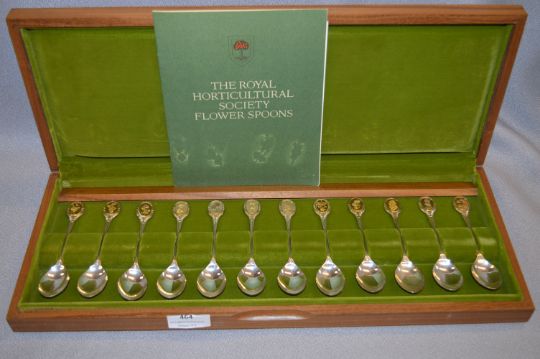 THE ROYAL
HORTICULTURAL
SOCIETY
FLOWER SPOONS
464